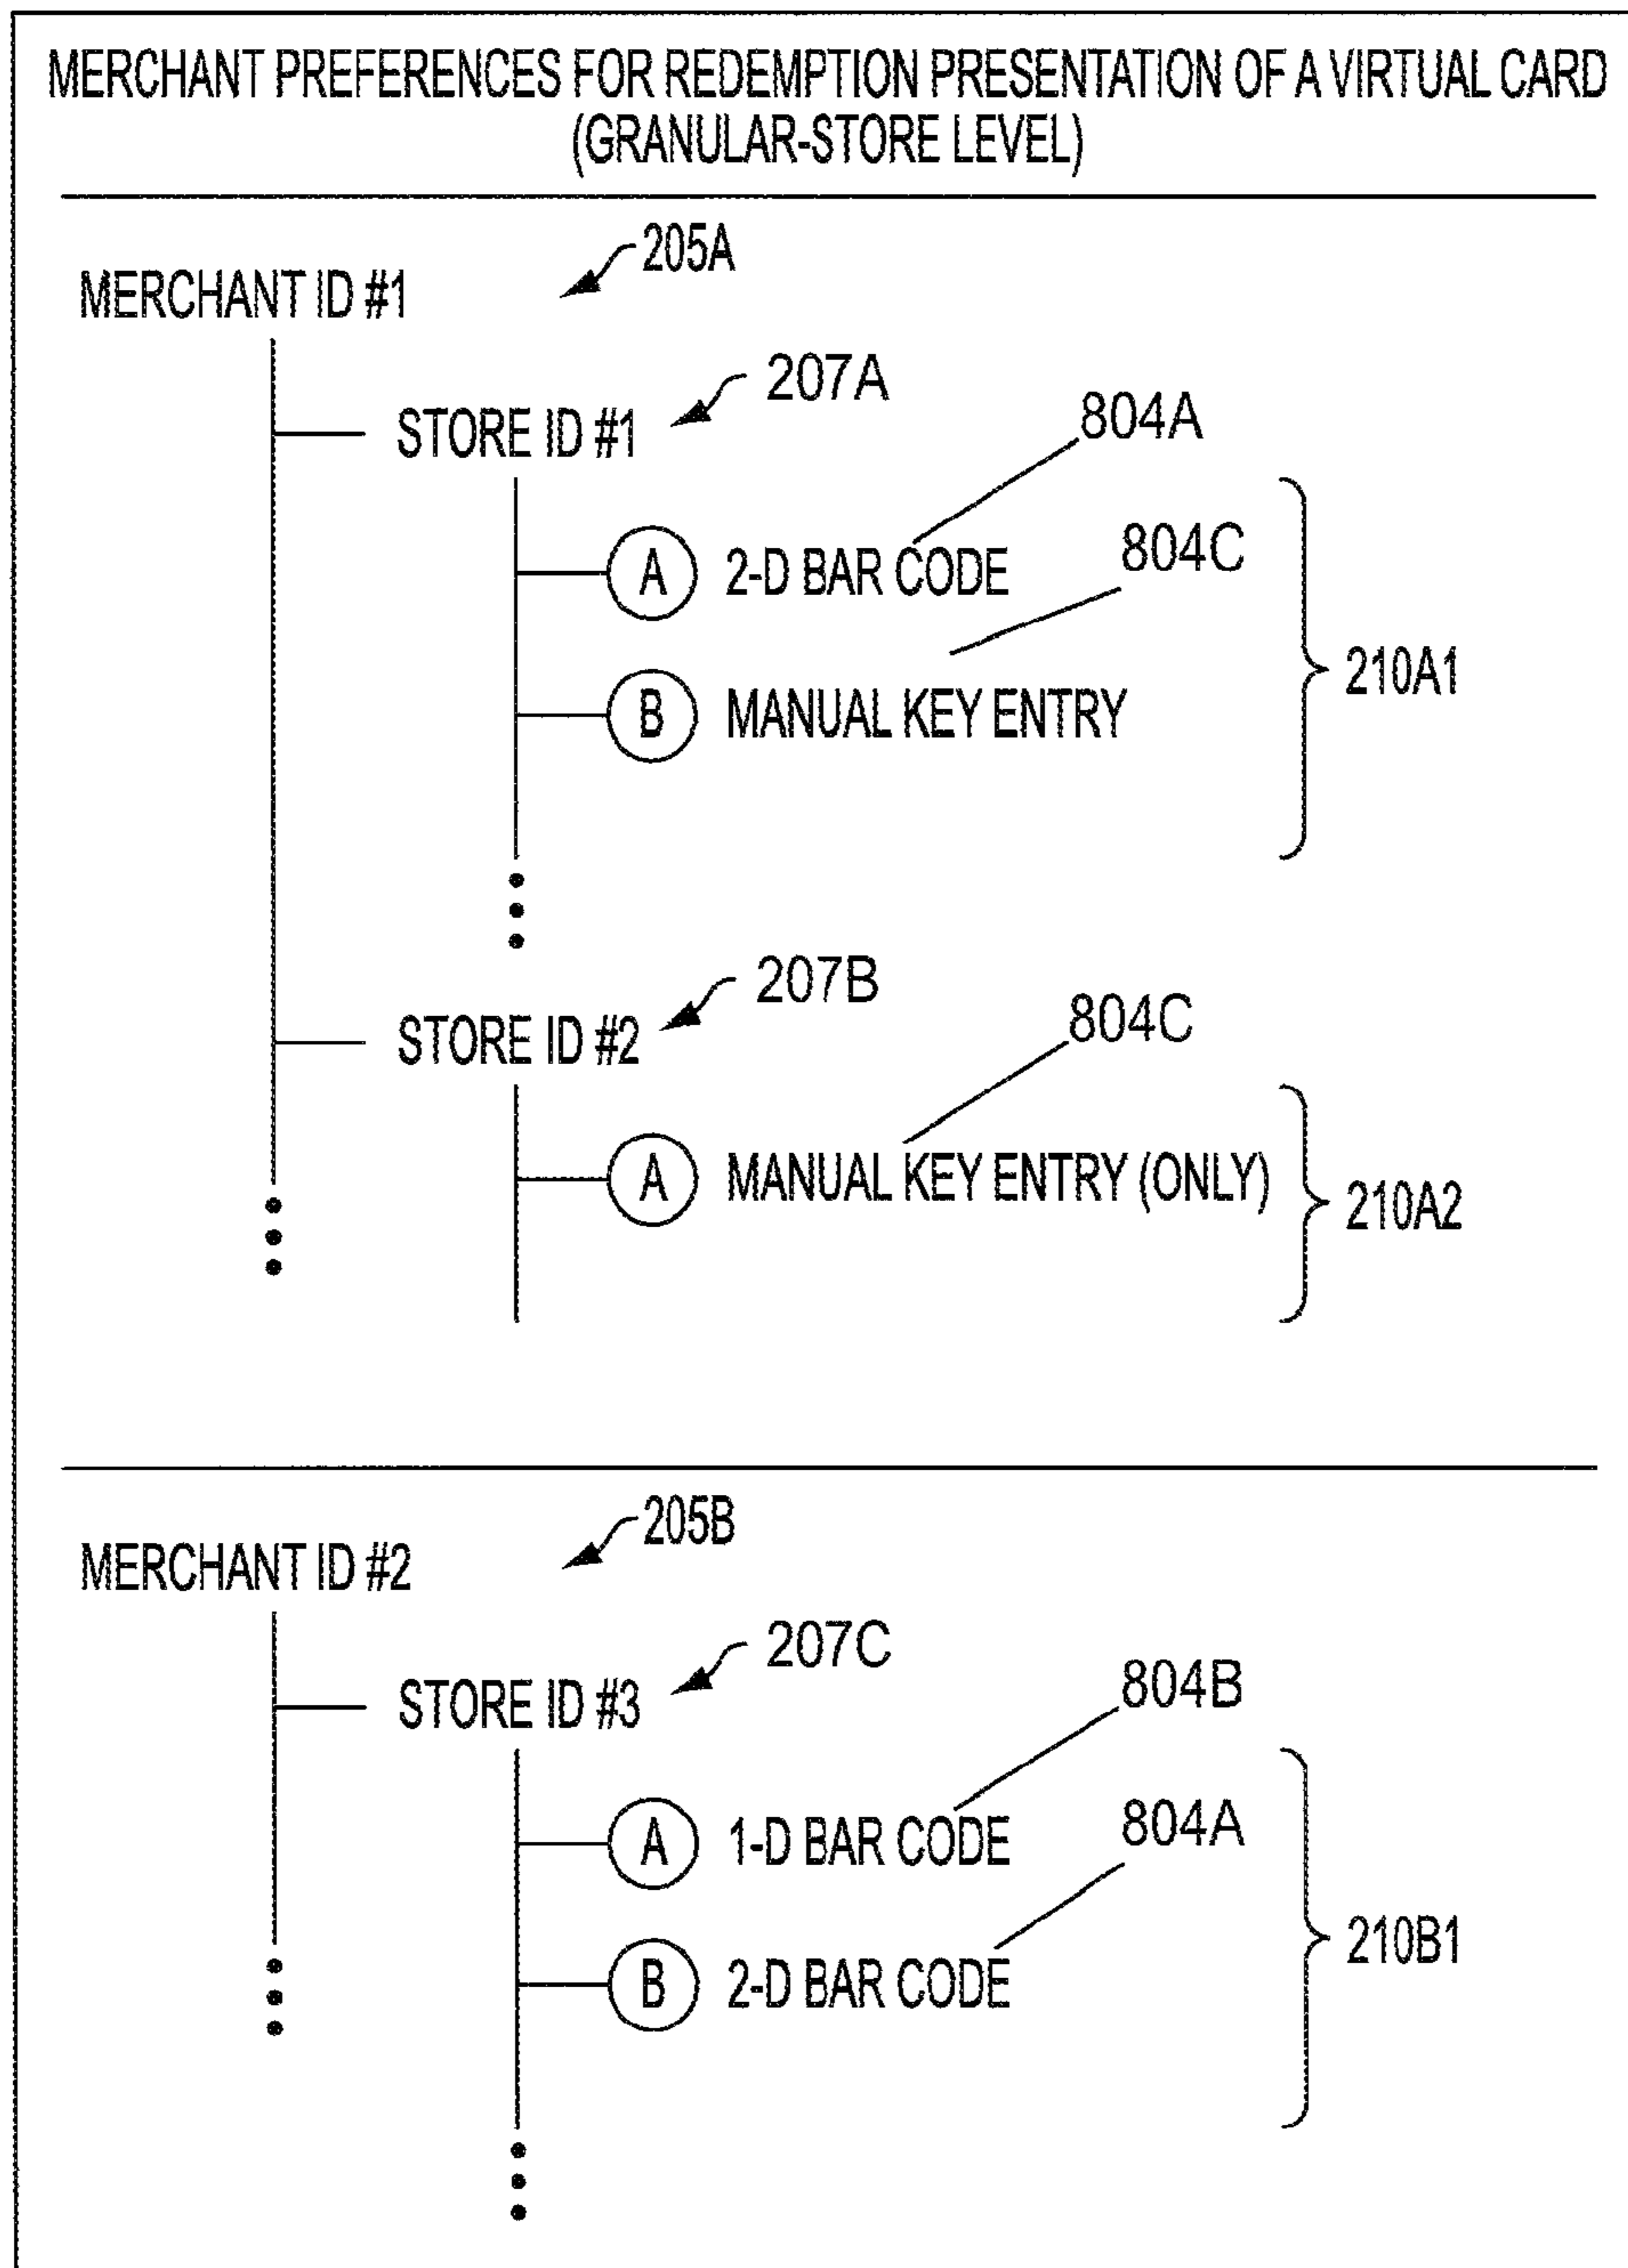 MERCHANT PREFERENCES FOR REDEMPTION PRESENTATION OF A VIRTUAL CARD
(GRANULAR-STORE LEVEL)
205A
MERCHANT ID #1
207A
STORE ID #1
804A
A 2-D BAR CODE
804C
B MANUAL KEY ENTRY
210A1
207B
STORE ID #2
804C
A MANUAL KEY ENTRY (ONLY)
210A2
205B
MERCHANT ID #2
207C
STORE ID #3
804B
A 1-D BAR CODE
804A
B 2-D BAR CODE
210B1